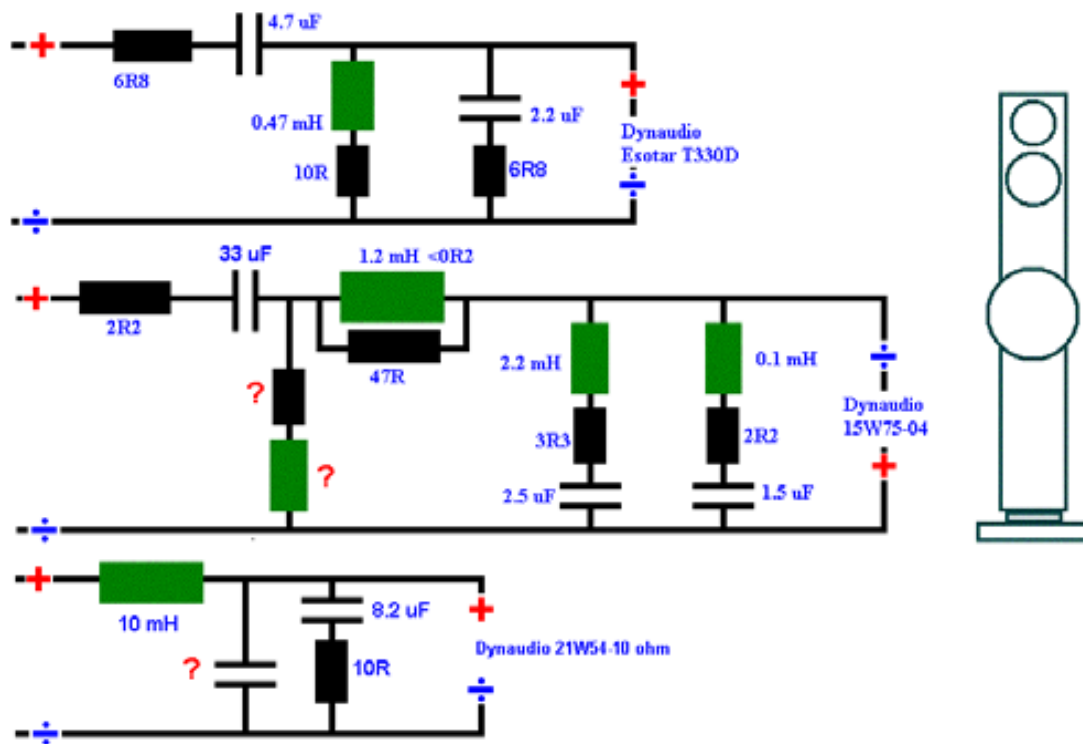 4.7 uF
6R8
0.47 mH
10R
2.2 uF
6R8
Dynaudio
Esotar T330D
33 uF
1.2 mH <0R2
2R2
47R
?
?
2.2 mH
3R3
2.5 uF
0.1 mH
2R2
1.5 uF
Dynaudio
15W75-04
10 mH
?
8.2 uF
10R
Dynaudio 21W54-10 ohm